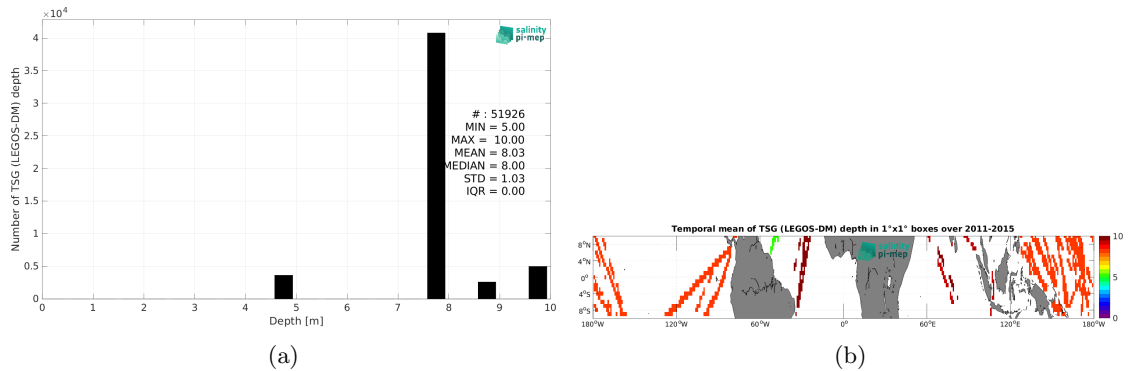 ×10⁴
4
3.5
3
2.5
2
1.5
1
0.5
0
Number of TSG (LEGOS-DM) depth
salinity
pi-mep
# : 51926
MIN = 5.00
MAX = 10.00
MEAN = 8.03
MEDIAN = 8.00
STD = 1.03
IQR = 0.00
0 1 2 3 4 5 6 7 8 9 10
Depth [m]
(a)
Temporal mean of TSG (LEGOS-DM) depth in 1°x1° boxes over 2011-2015
8°N
4°N
0°
4°S
8°S
salinity
pi-mep
180°W 120°W 60°W 0° 60°E 120°E 180°W
10
5
0
(b)